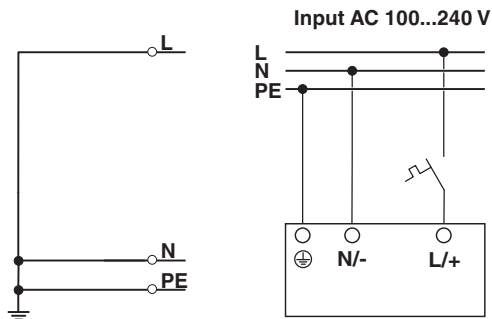 Input AC 100...240 V
L
L
N
PE
N
PE
N/-
L/+